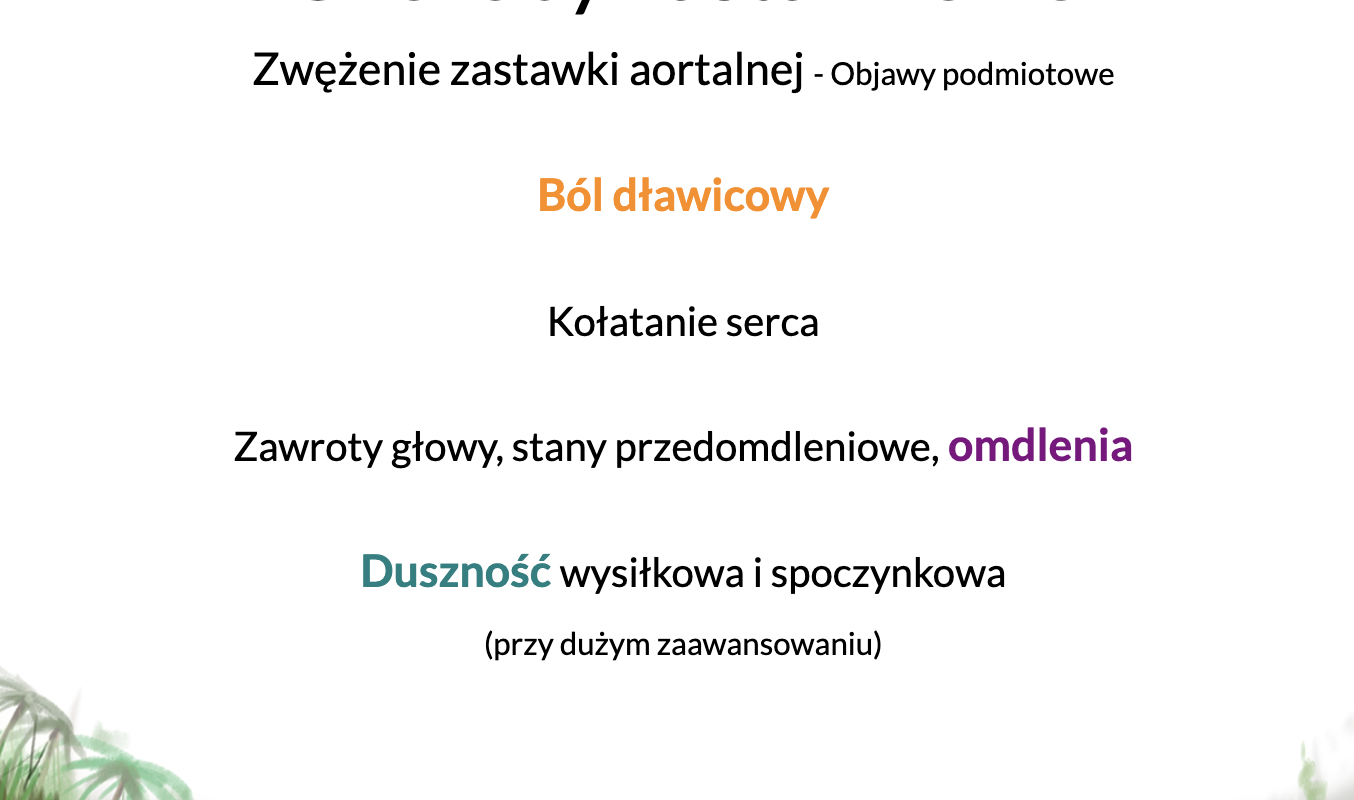 Zwężenie zastawki aortalnej - Objawy podmiotowe
Ból dławicowy
Kołatanie serca
Zawroty głowy, stany przedomdleniowe, omdlenia
Duszność wysiłkowa i spoczynkowa
(przy dużym zaawansowaniu)